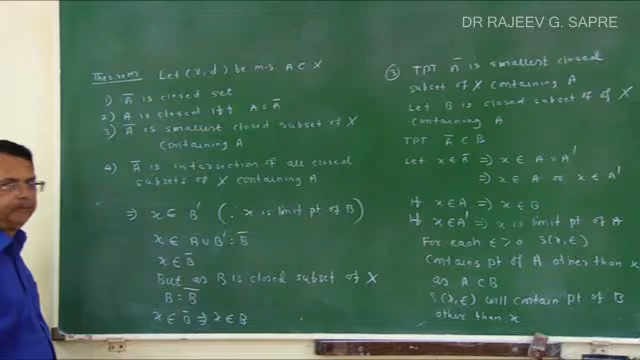 DR RAJEEV G. SAPRE
Theorem Let (X, d) be m.s. A ⊂ X
1) A̅ is closed set
2) A is closed iff A = A̅
3) A̅ is smallest closed subset of X
containing A
4) A̅ is intersection of all closed
subsets of X containing A
⇒ x ∈ B′ (∵ x is limit pt of B)
x ∈ B ∪ B′ = B̅
x ∈ B̅
But as B is closed subset of X
B = B̅
x ∈ B̅ ⇒ x ∈ B
③ TPT A̅ is smallest closed
subset of X containing A
Let B is closed subset of X
containing A
TPT A̅ ⊂ B
Let x ∈ A̅ ⇒ x ∈ A ∪ A′
⇒ x ∈ A or x ∈ A′
If x ∈ A ⇒ x ∈ B
If x ∈ A′ ⇒ x is limit pt of A
For each ε > 0 S(x, ε)
contains pt of A other than x
as A ⊂ B
S(x, ε) will contain pt of B
other than x